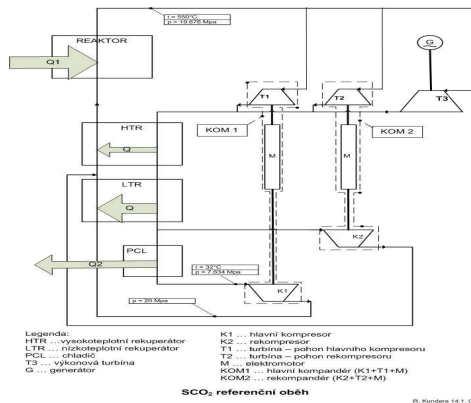 t = 550°C
p = 19.676 Mpa
REAKTOR
Q1
G
T1
T2
T3
KOM 1
KOM 2
HTR
Q
M
M
LTR
Q
K2
PCL
Q2
t = 32°C
p = 7.634 Mpa
K1
p = 20 Mpa
Legenda:
HTR ...vysokoteplotní rekuperátor
LTR ... nízkoteplotní rekuperátor
PCL ... chladič
T3 ... výkonová turbína
G ... generátor
K1 ... hlavní kompresor
K2 ... rekompresor
T1 ... turbína – pohon hlavního kompresoru
T2 ... turbína – pohon rekompresoru
M ... elektromotor
KOM1 ... hlavní kompandér (K1+T1+M)
KOM2 ... rekompandér (K2+T2+M)
SCO₂ referenční oběh
R. Kundera 14.1.